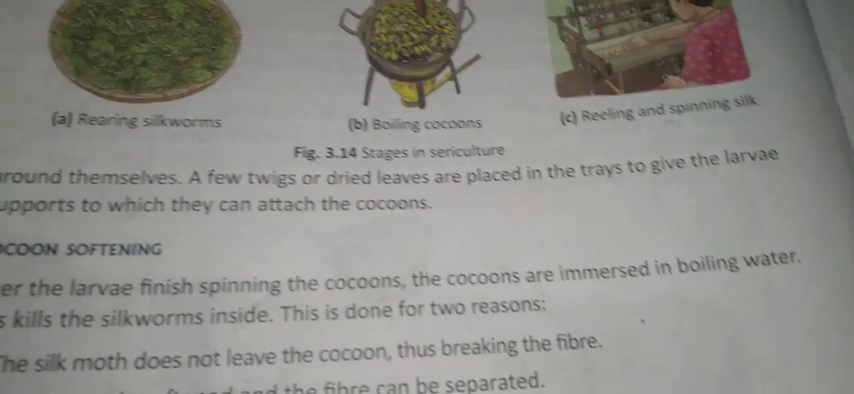 (a) Rearing silkworms
(b) Boiling cocoons
(c) Reeling and spinning silk
Fig. 3.14 Stages in sericulture
around themselves. A few twigs or dried leaves are placed in the trays to give the larvae
supports to which they can attach the cocoons.
COCOON SOFTENING
er the larvae finish spinning the cocoons, the cocoons are immersed in boiling water.
s kills the silkworms inside. This is done for two reasons:
The silk moth does not leave the cocoon, thus breaking the fibre.
and the fibre can be separated.